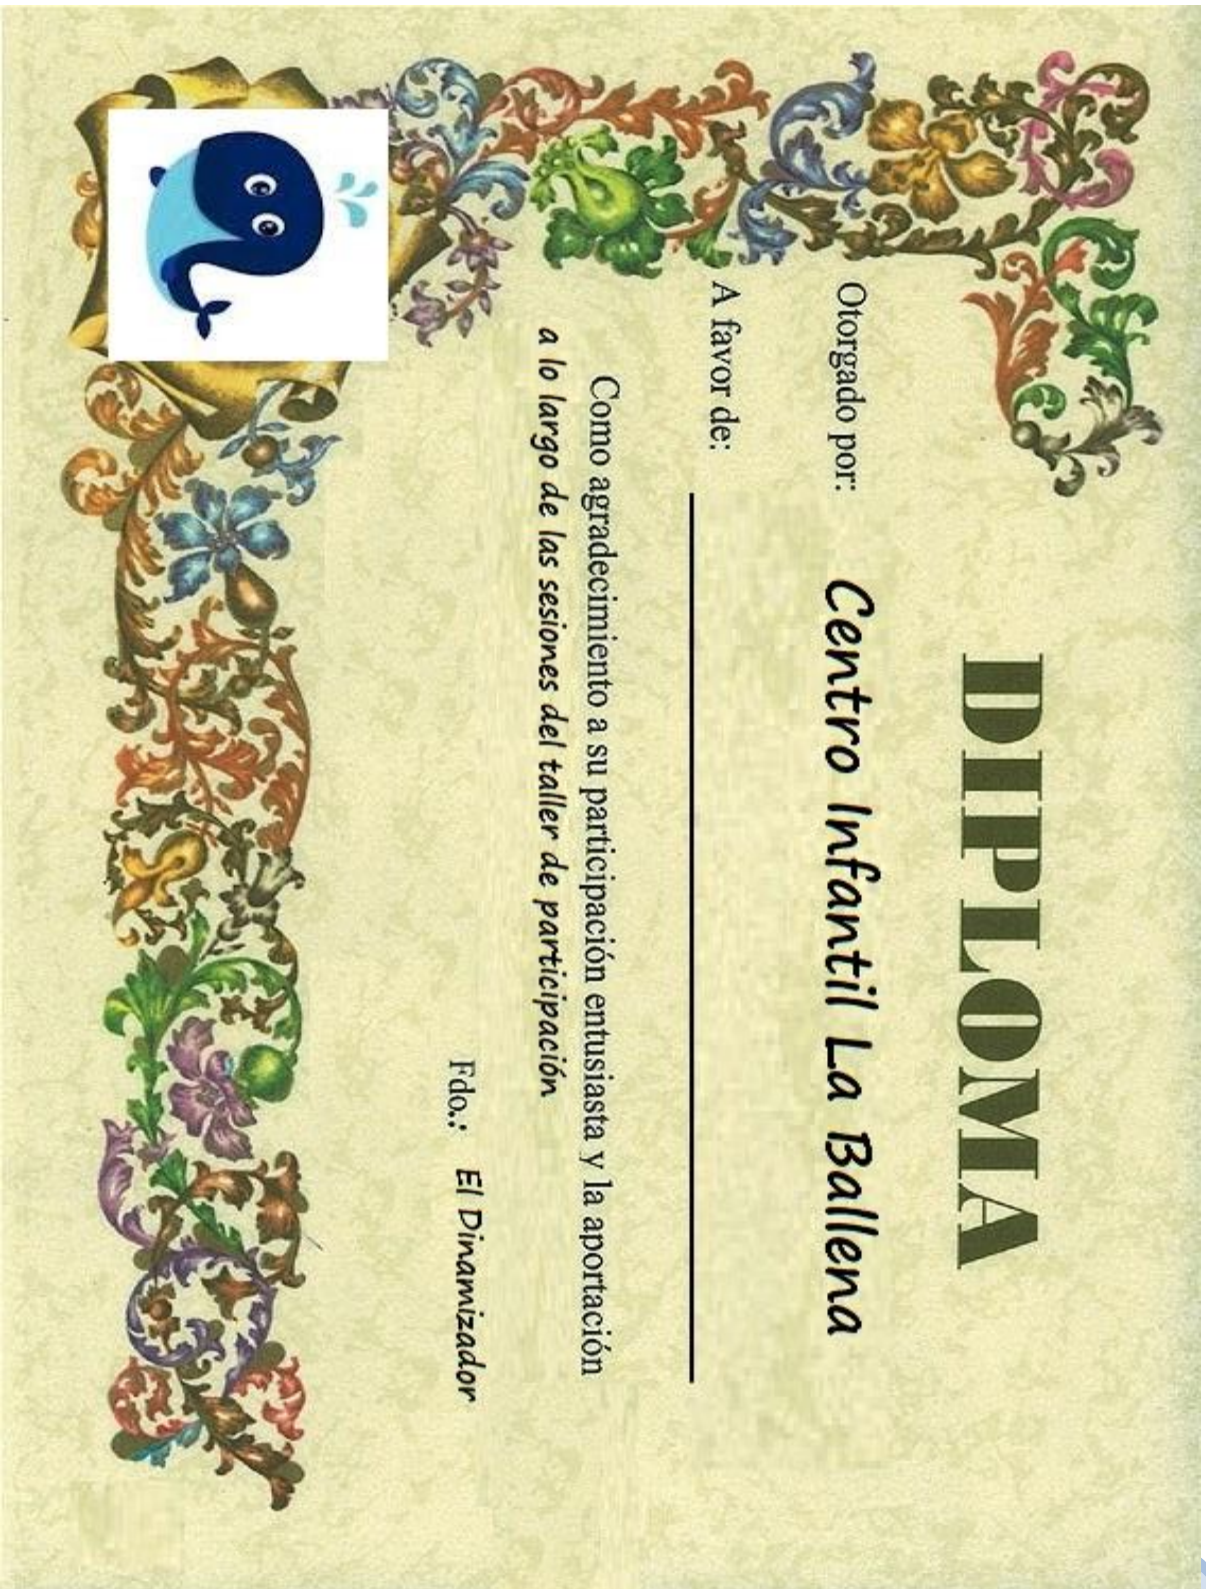 DIPLOMA
Otorgado por: Centro Infantil La Ballena
A favor de:
Como agradecimiento a su participación entusiasta y la aportación
a lo largo de las sesiones del taller de participación
Fdo.: El Dinamizador